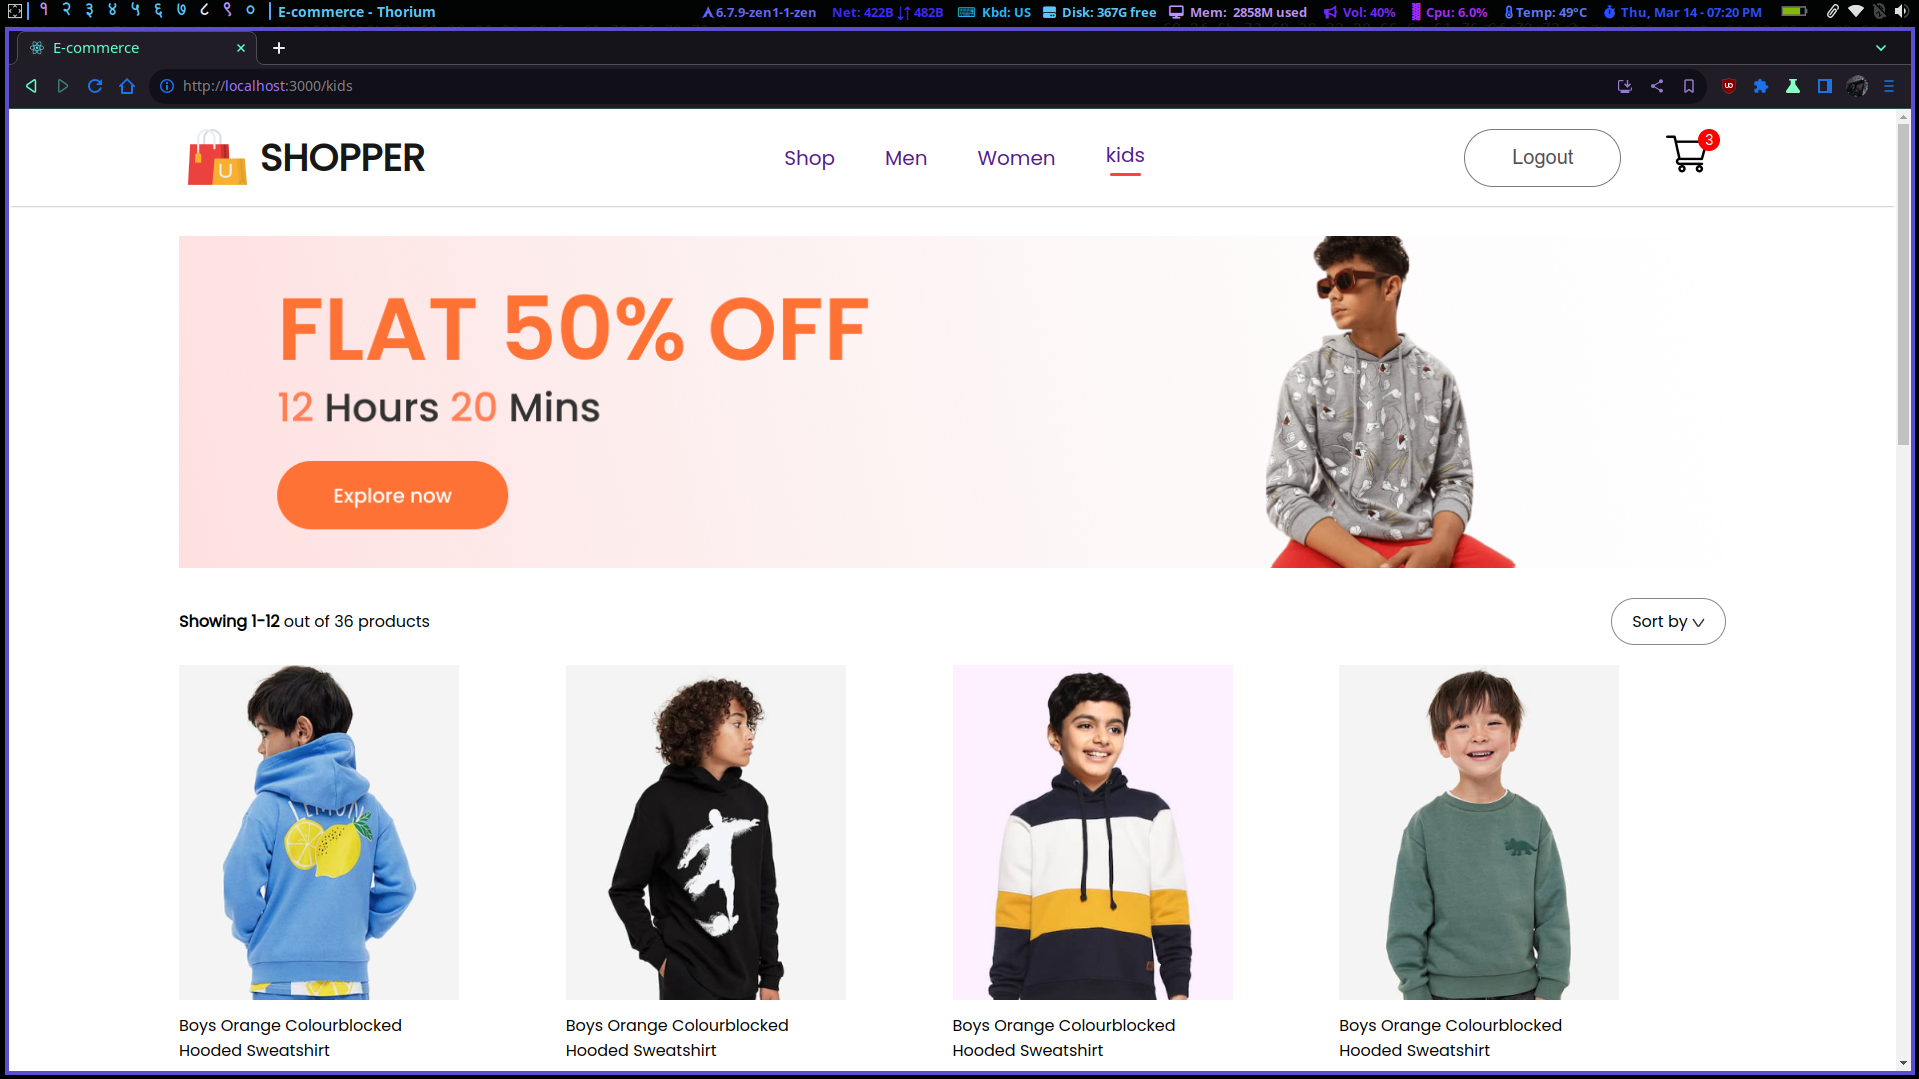 १ २ ३ ४ ५ ६ ७ ८ ९ ० E-commerce - Thorium 6.7.9-zen1-1-zen Net: 422B ↓↑ 482B Kbd: US Disk: 367G free Mem: 2858M used Vol: 40% Cpu: 6.0% Temp: 49°C Thu, Mar 14 - 07:20 PM
E-commerce
http://localhost:3000/kids
U SHOPPER Shop Men Women kids Logout 3
FLAT 50% OFF
12 Hours 20 Mins
Explore now
Showing 1-12 out of 36 products Sort by
LEMON
Boys Orange Colourblocked
Hooded Sweatshirt
Boys Orange Colourblocked
Hooded Sweatshirt
Boys Orange Colourblocked
Hooded Sweatshirt
Boys Orange Colourblocked
Hooded Sweatshirt